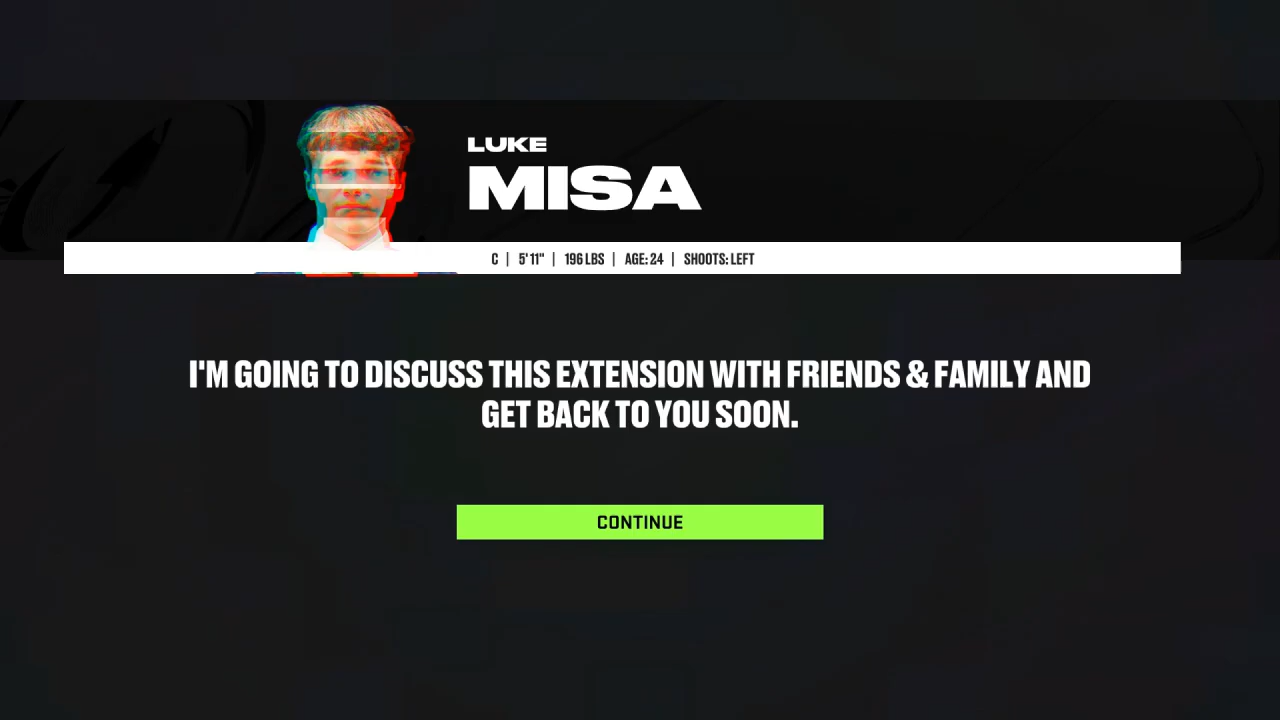 LUKE
MISA
C | 5'11" | 196 LBS | AGE: 24 | SHOOTS: LEFT
I'M GOING TO DISCUSS THIS EXTENSION WITH FRIENDS & FAMILY AND
GET BACK TO YOU SOON.
CONTINUE